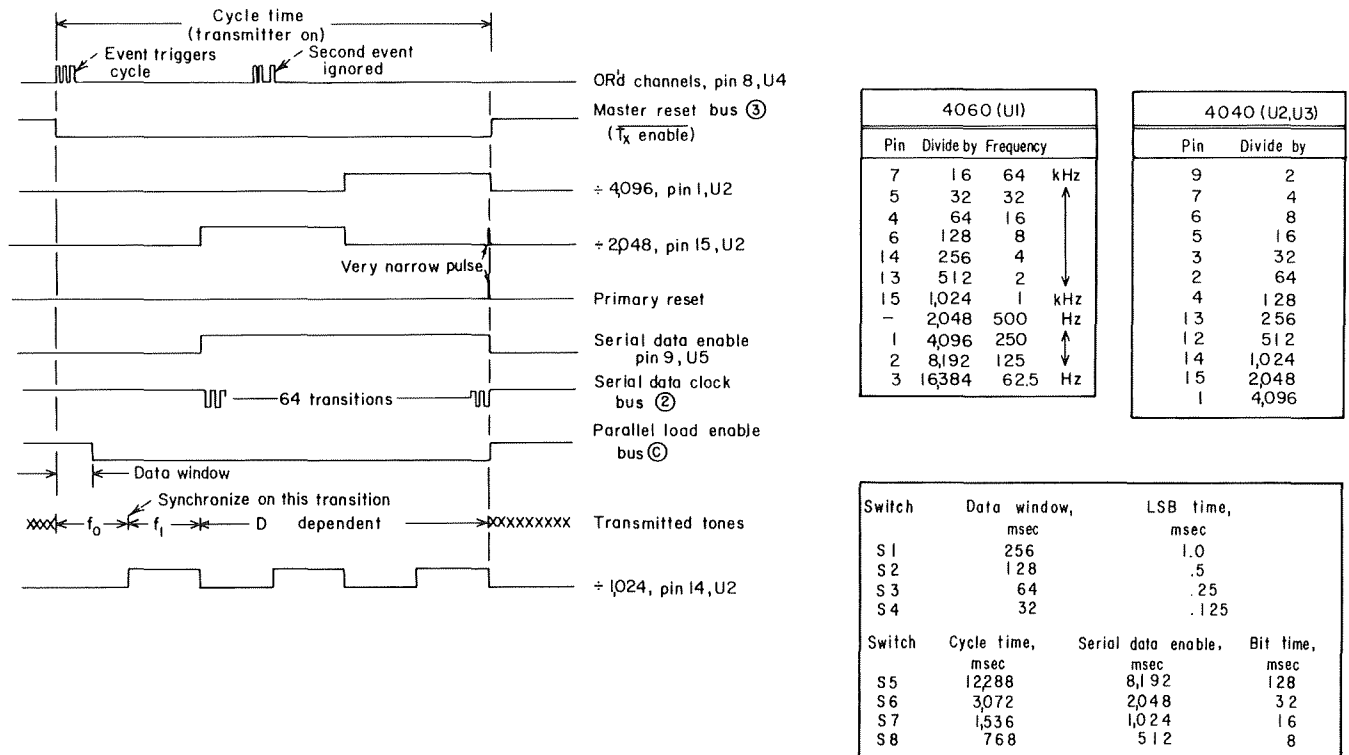 Cycle time
(transmitter on)
Event triggers
cycle
Second event
ignored
OR'd channels, pin 8, U4
Master reset bus ③
(T̅x̅ enable)
÷ 4,096, pin 1, U2
÷ 2,048, pin 15, U2
Very narrow pulse
Primary reset
Serial data enable
pin 9, U5
Serial data clock
bus ②
64 transitions
Parallel load enable
bus Ⓒ
Data window
Synchronize on this transition
XXXX f₀ f₁ D dependent XXXXXXXXX Transmitted tones
÷ 1,024, pin 14, U2
4060 (U1)
Pin Divide by Frequency
7 16 64 kHz
5 32 32
4 64 16
6 128 8
14 256 4
13 512 2
15 1,024 1 kHz
– 2,048 500 Hz
1 4,096 250
2 8,192 125
3 16,384 62.5 Hz
4040 (U2,U3)
Pin Divide by
9 2
7 4
6 8
5 16
3 32
2 64
4 128
13 256
12 512
14 1,024
15 2,048
1 4,096
Switch Data window, LSB time,
msec msec
S1 256 1.0
S2 128 .5
S3 64 .25
S4 32 .125
Switch Cycle time, Serial data enable, Bit time,
msec msec msec
S5 12,288 8,192 128
S6 3,072 2,048 32
S7 1,536 1,024 16
S8 768 512 8